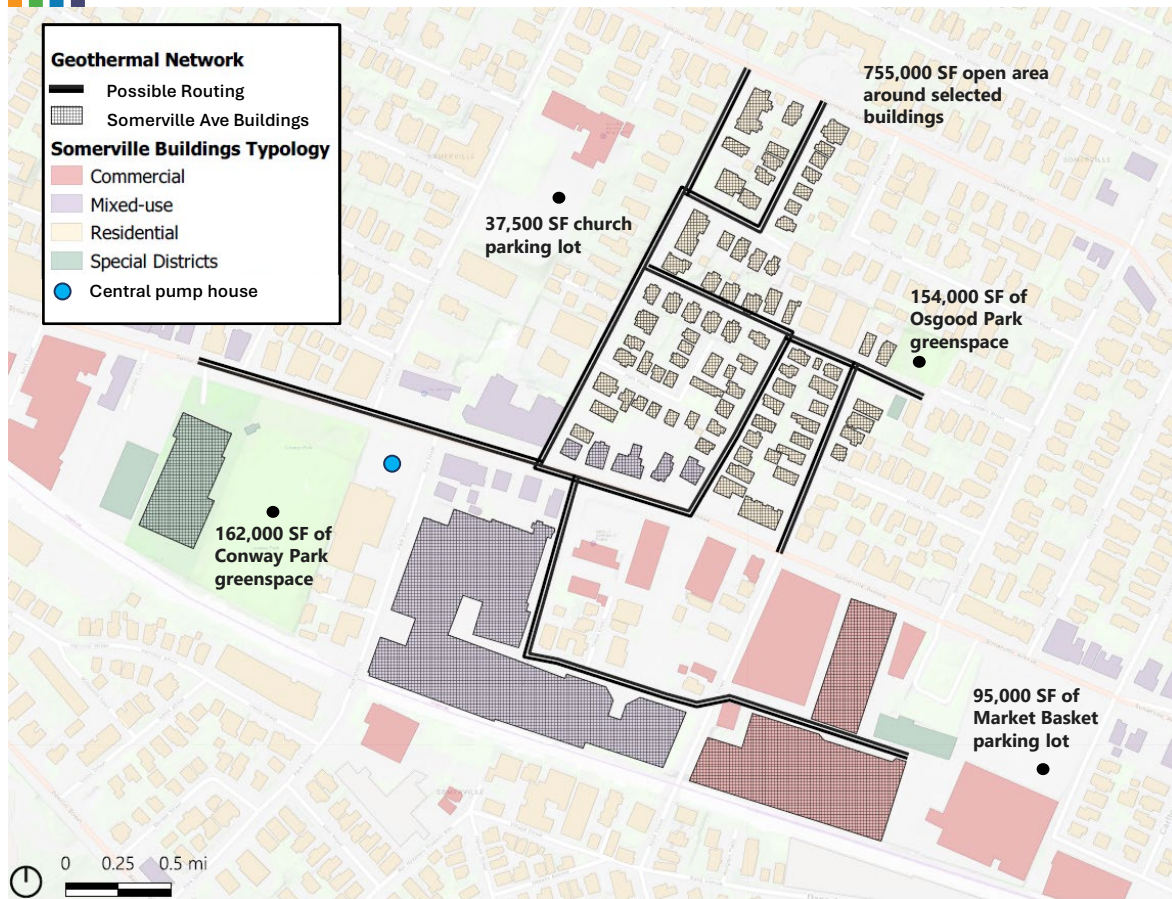 Geothermal Network
Possible Routing
Somerville Ave Buildings
Somerville Buildings Typology
Commercial
Mixed-use
Residential
Special Districts
Central pump house
755,000 SF open area
around selected
buildings
37,500 SF church
parking lot
154,000 SF of
Osgood Park
greenspace
162,000 SF of
Conway Park
greenspace
95,000 SF of
Market Basket
parking lot
SOMERVILLE
SOMERVILLE
SOMERVILLE
0 0.25 0.5 mi